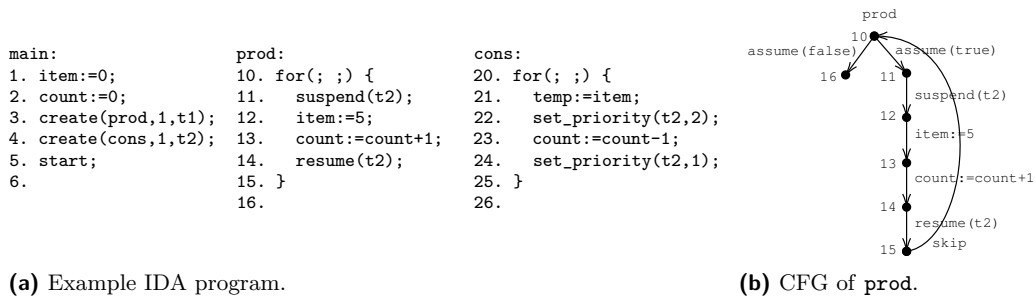 main:
1. item:=0;
2. count:=0;
3. create(prod,1,t1);
4. create(cons,1,t2);
5. start;
6.
prod:
10. for(; ;) {
11. suspend(t2);
12. item:=5;
13. count:=count+1;
14. resume(t2);
15. }
16.
cons:
20. for(; ;) {
21. temp:=item;
22. set_priority(t2,2);
23. count:=count-1;
24. set_priority(t2,1);
25. }
26.
(a) Example IDA program.
prod
10
assume(false) assume(true)
16 11
suspend(t2)
12
item:=5
13
count:=count+1
14
resume(t2)
skip
15
(b) CFG of prod.